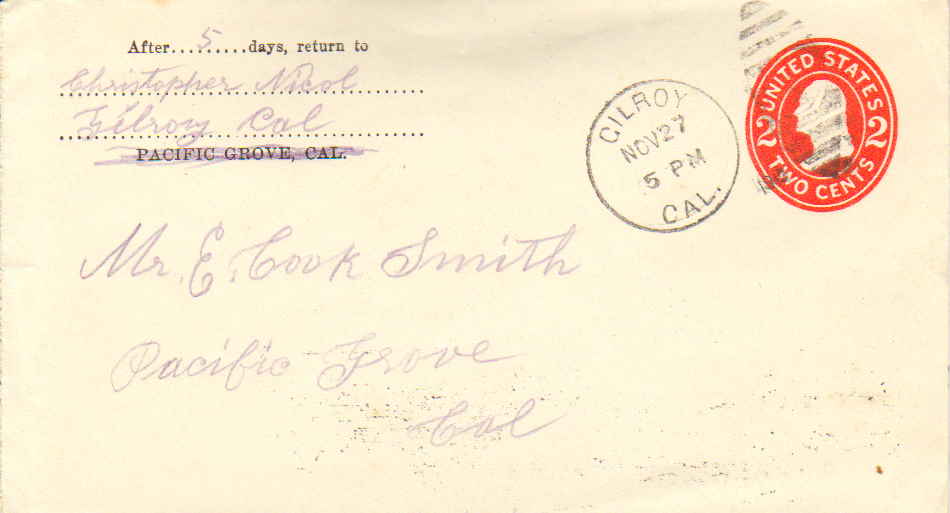 After.....5.....days, return to
Christopher Nicol
Gilroy Cal
PACIFIC GROVE, CAL.
GILROY
NOV 27
5 PM
CAL.
UNITED STATES
2 2
TWO CENTS
Mr. E. Cook Smith
Pacific Grove
Cal